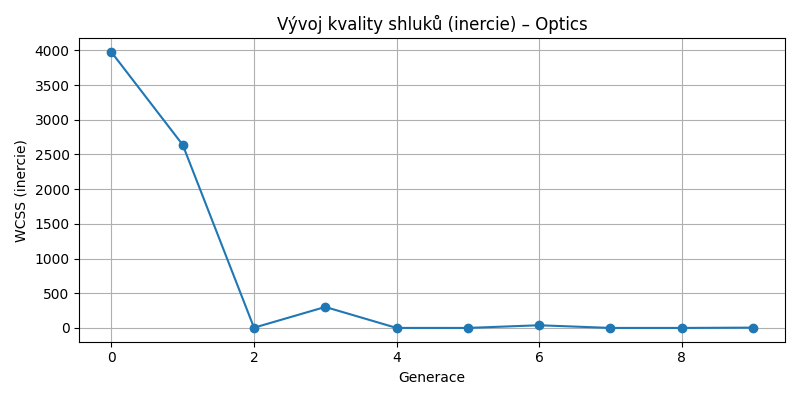 Vývoj kvality shluků (inercie) – Optics
WCSS (inercie)
4000
3500
3000
2500
2000
1500
1000
500
0
0 2 4 6 8
Generace